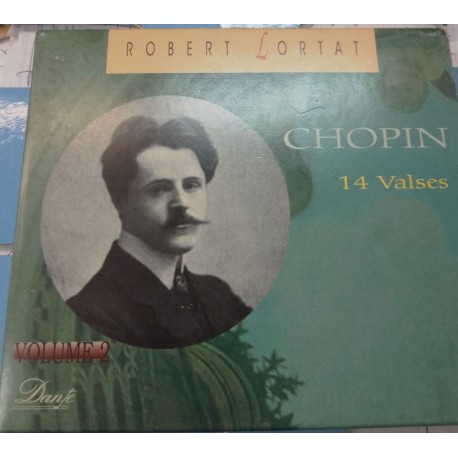 ROBERT LORTAT
CHOPIN
14 Valses
VOLUME 2
Dante